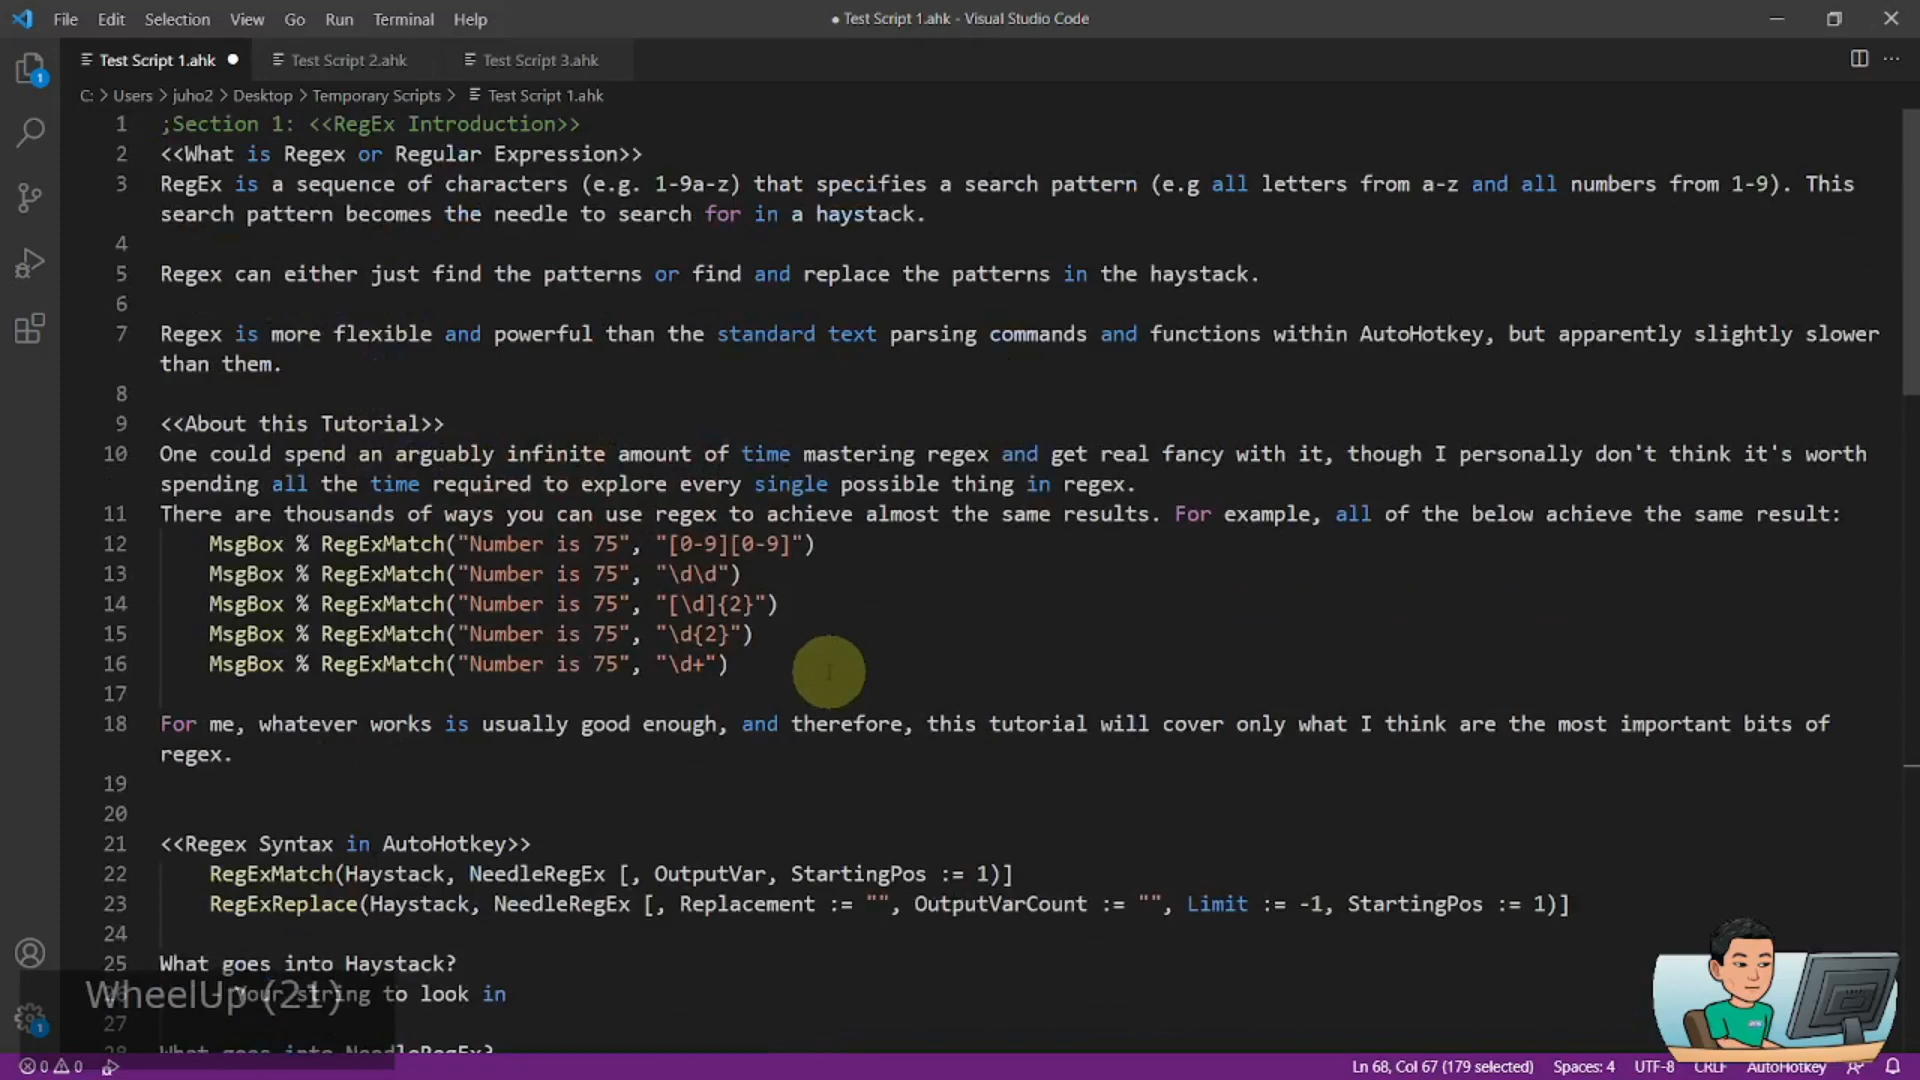 File Edit Selection View Go Run Terminal Help
● Test Script 1.ahk - Visual Studio Code
Test Script 1.ahk ● Test Script 2.ahk Test Script 3.ahk
C: > Users > juho2 > Desktop > Temporary Scripts > Test Script 1.ahk
1 ;Section 1: <<RegEx Introduction>>
2 <<What is Regex or Regular Expression>>
3 RegEx is a sequence of characters (e.g. 1-9a-z) that specifies a search pattern (e.g all letters from a-z and all numbers from 1-9). This
search pattern becomes the needle to search for in a haystack.
4
5 Regex can either just find the patterns or find and replace the patterns in the haystack.
6
7 Regex is more flexible and powerful than the standard text parsing commands and functions within AutoHotkey, but apparently slightly slower
than them.
8
9 <<About this Tutorial>>
10 One could spend an arguably infinite amount of time mastering regex and get real fancy with it, though I personally don't think it's worth
spending all the time required to explore every single possible thing in regex.
11 There are thousands of ways you can use regex to achieve almost the same results. For example, all of the below achieve the same result:
12 MsgBox % RegExMatch("Number is 75", "[0-9][0-9]")
13 MsgBox % RegExMatch("Number is 75", "\d\d")
14 MsgBox % RegExMatch("Number is 75", "[\d]{2}")
15 MsgBox % RegExMatch("Number is 75", "\d{2}")
16 MsgBox % RegExMatch("Number is 75", "\d+")
17
18 For me, whatever works is usually good enough, and therefore, this tutorial will cover only what I think are the most important bits of
regex.
19
20
21 <<Regex Syntax in AutoHotkey>>
22 RegExMatch(Haystack, NeedleRegEx [, OutputVar, StartingPos := 1)]
23 RegExReplace(Haystack, NeedleRegEx [, Replacement := "", OutputVarCount := "", Limit := -1, StartingPos := 1)]
24
25 What goes into Haystack?
26 - Your string to look in
WheelUp (21)
27
28 What goes into NeedleRegEx?
0 0 Ln 68, Col 67 (179 selected) Spaces: 4 UTF-8 CRLF AutoHotkey